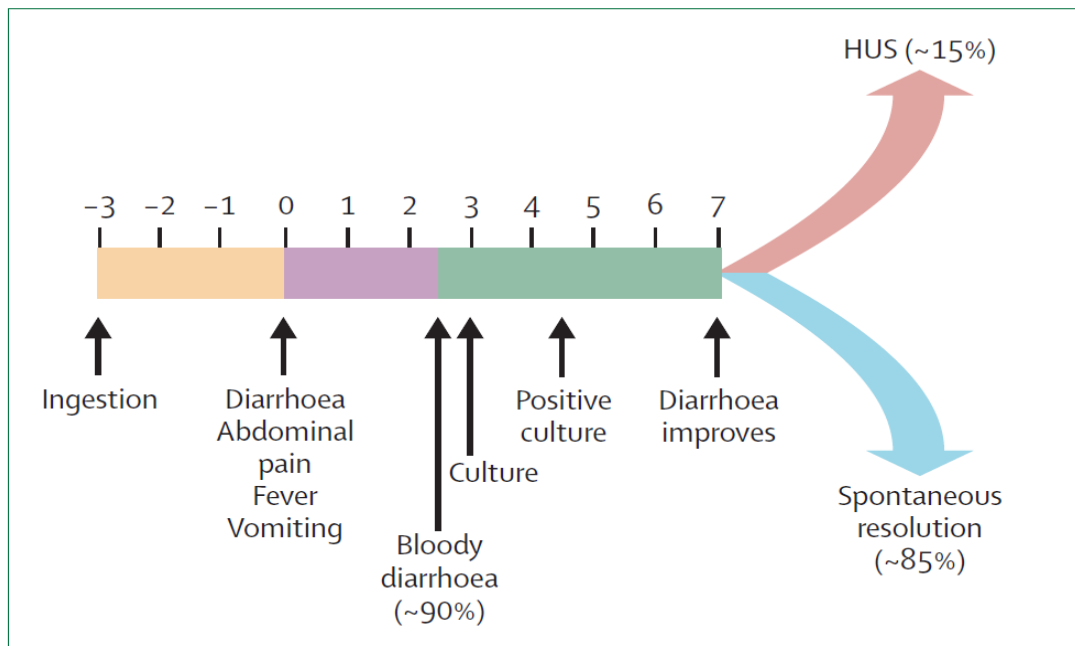 HUS (~15%)
−3 −2 −1 0 1 2 3 4 5 6 7
Ingestion
Diarrhoea
Abdominal
pain
Fever
Vomiting
Bloody
diarrhoea
(~90%)
Culture
Positive
culture
Diarrhoea
improves
Spontaneous
resolution
(~85%)